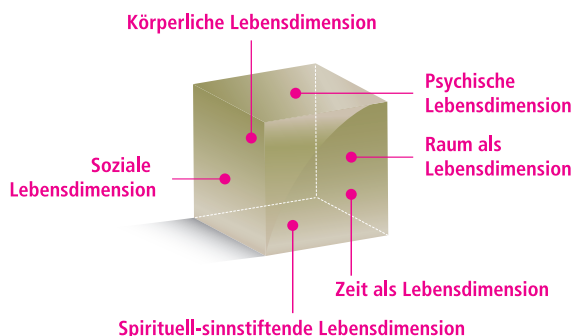 Körperliche Lebensdimension
Psychische
Lebensdimension
Raum als
Lebensdimension
Soziale
Lebensdimension
Zeit als Lebensdimension
Spirituell-sinnstiftende Lebensdimension